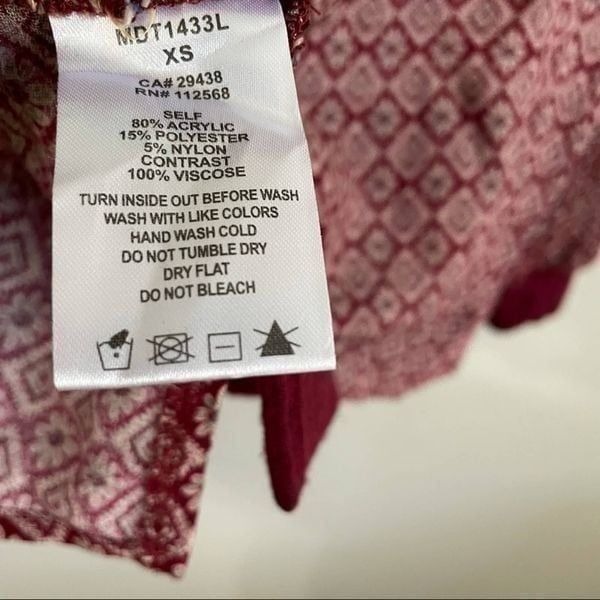 MDT1433L
XS
CA# 29438
RN# 112568
SELF
80% ACRYLIC
15% POLYESTER
5% NYLON
CONTRAST
100% VISCOSE
TURN INSIDE OUT BEFORE WASH
WASH WITH LIKE COLORS
HAND WASH COLD
DO NOT TUMBLE DRY
DRY FLAT
DO NOT BLEACH